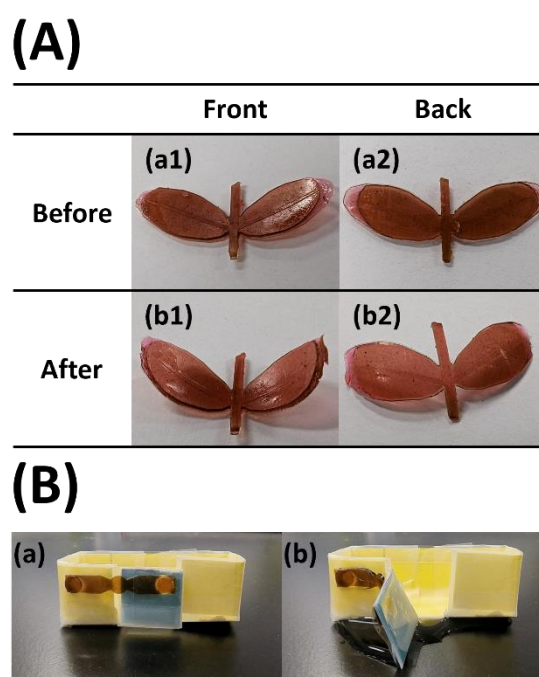 (A)
Front Back
Before (a1) (a2)
After (b1) (b2)
(B)
(a) (b)